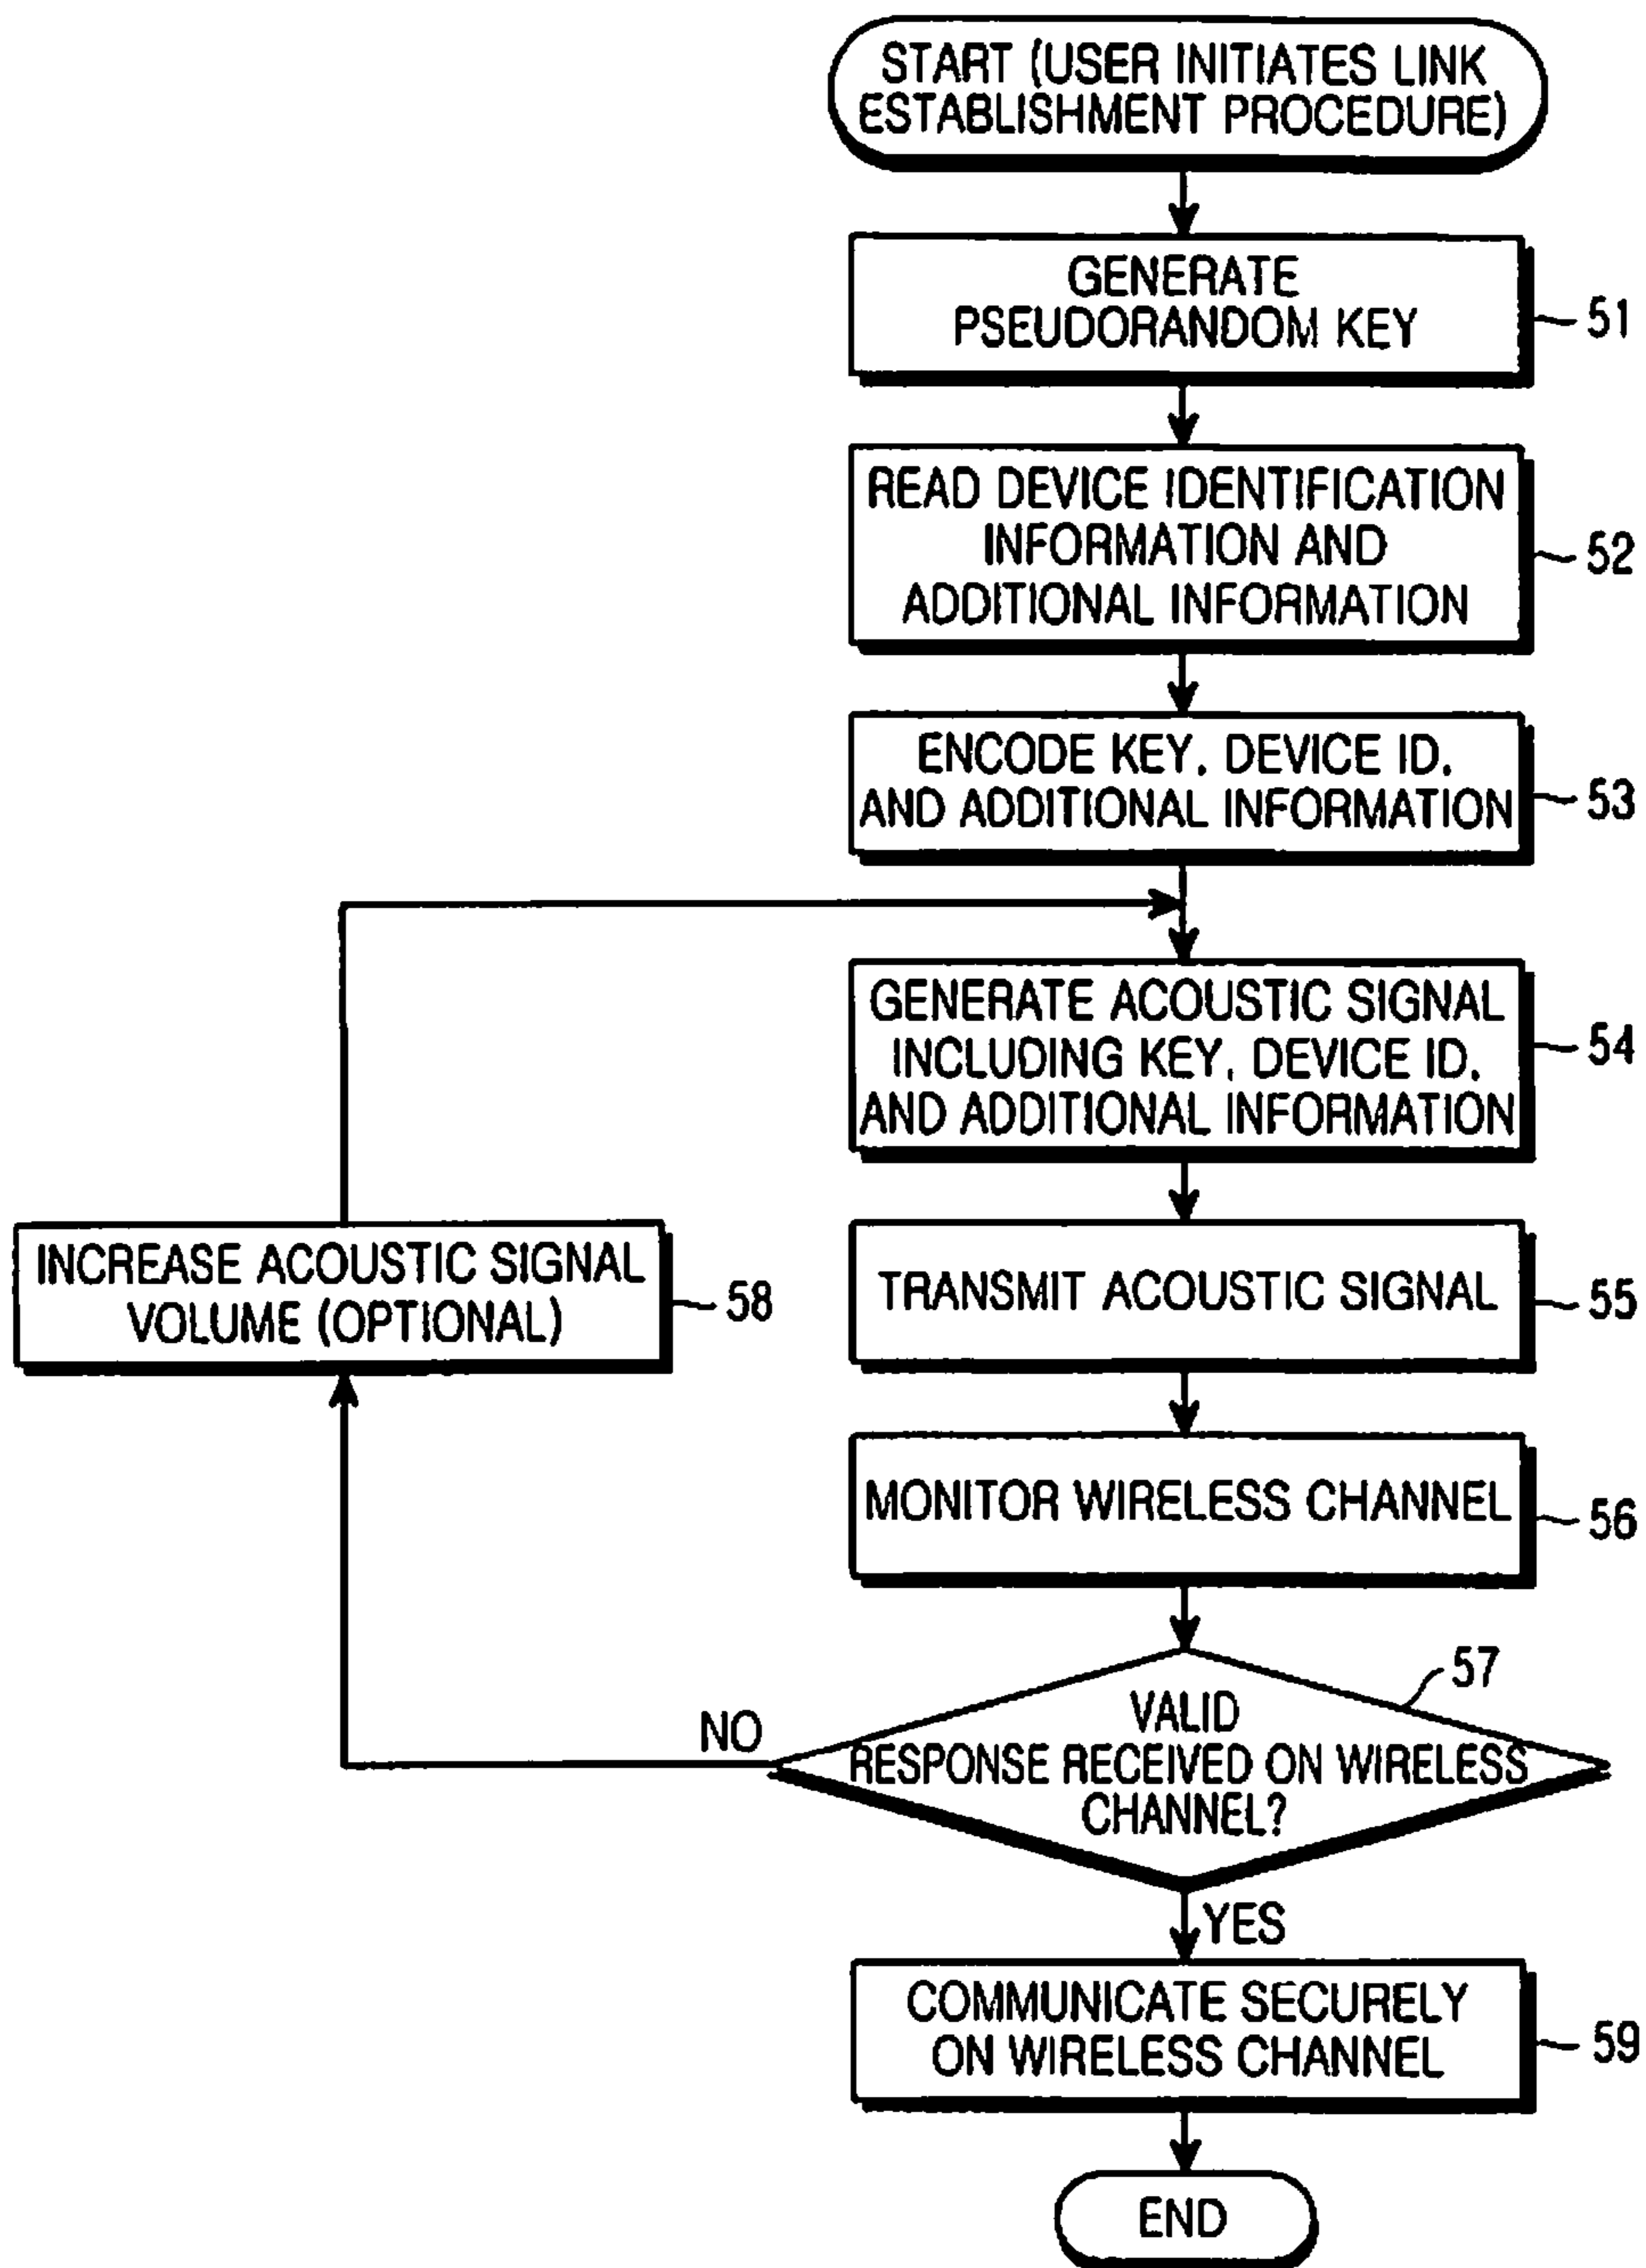 START (USER INITIATES LINK
ESTABLISHMENT PROCEDURE)
GENERATE
PSEUDORANDOM KEY
51
READ DEVICE IDENTIFICATION
INFORMATION AND
ADDITIONAL INFORMATION
52
ENCODE KEY, DEVICE ID,
AND ADDITIONAL INFORMATION
53
GENERATE ACOUSTIC SIGNAL
INCLUDING KEY, DEVICE ID,
AND ADDITIONAL INFORMATION
54
INCREASE ACOUSTIC SIGNAL
VOLUME (OPTIONAL)
58
TRANSMIT ACOUSTIC SIGNAL
55
MONITOR WIRELESS CHANNEL
56
57
VALID
RESPONSE RECEIVED ON WIRELESS
CHANNEL?
NO
YES
COMMUNICATE SECURELY
ON WIRELESS CHANNEL
59
END